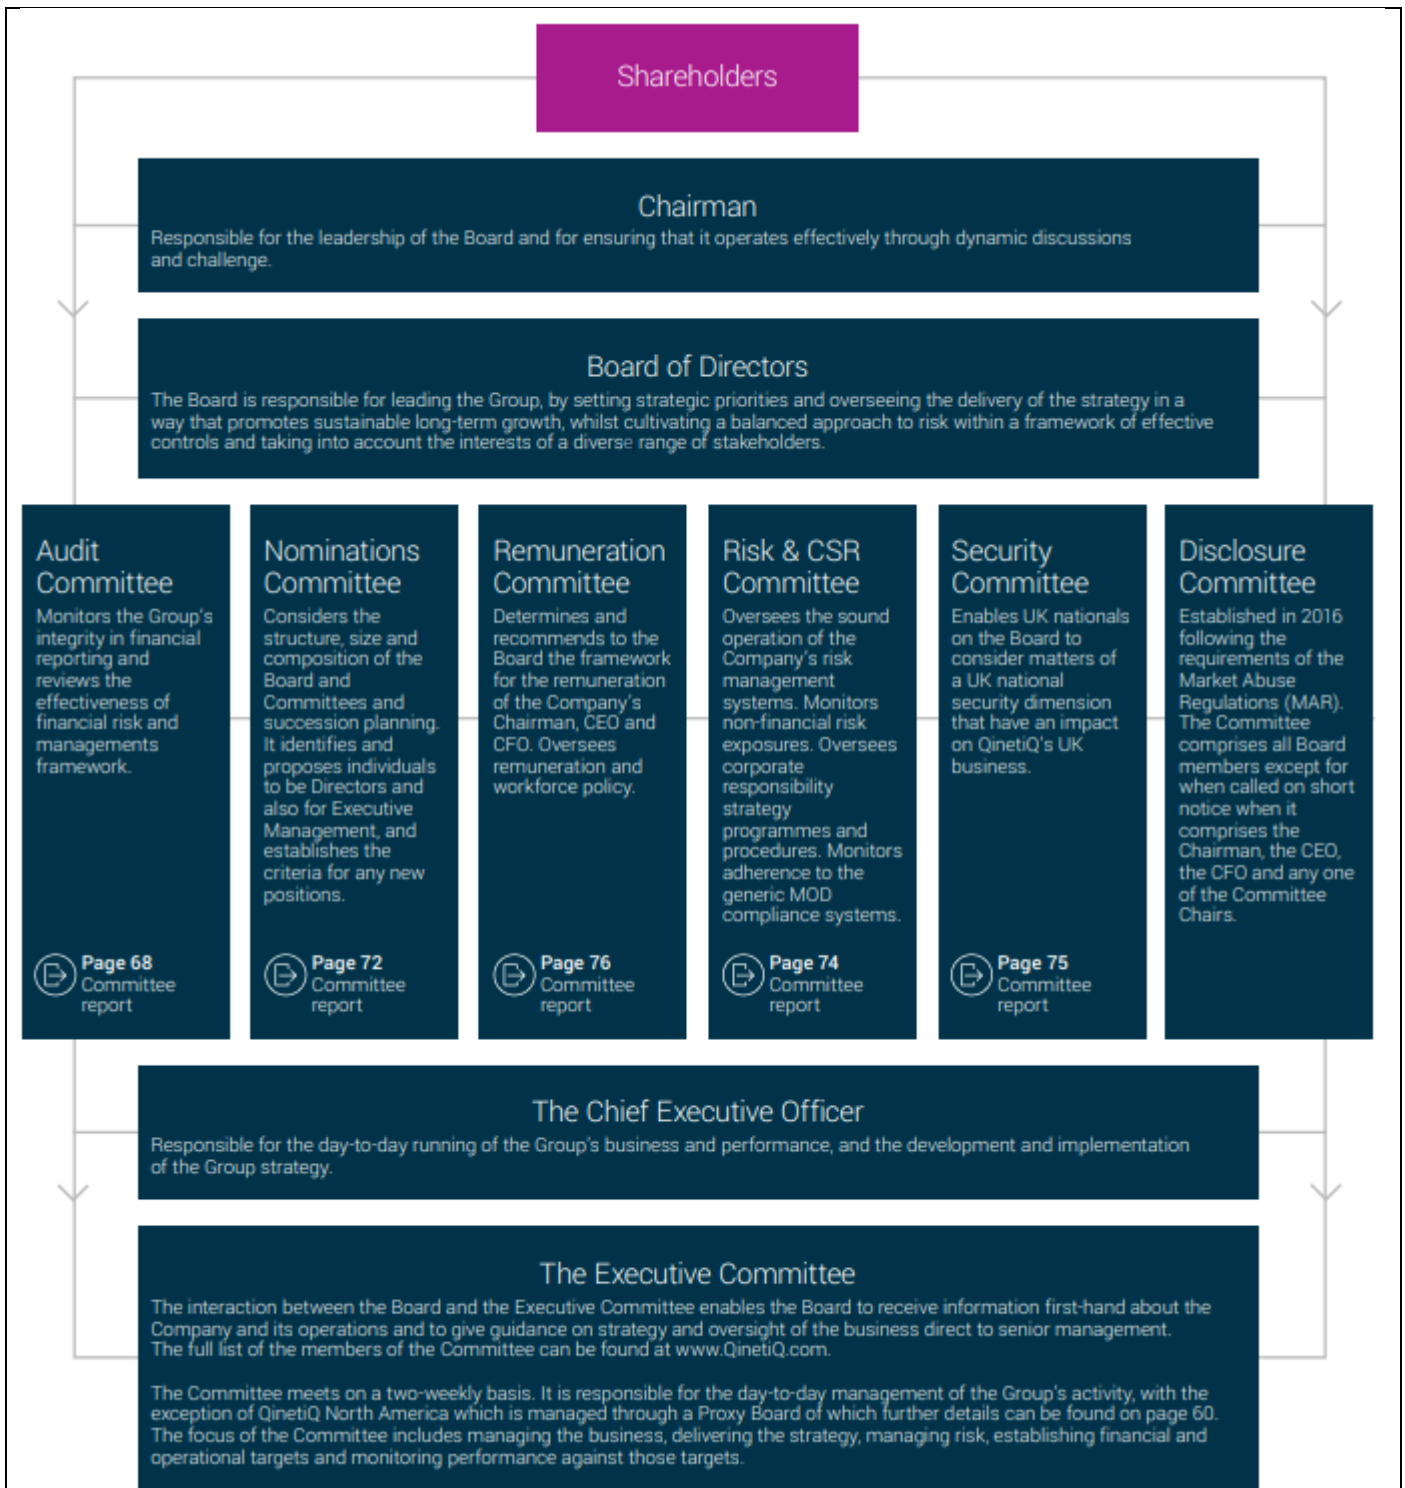 Shareholders
Chairman
Responsible for the leadership of the Board and for ensuring that it operates effectively through dynamic discussions
and challenge.
Board of Directors
The Board is responsible for leading the Group, by setting strategic priorities and overseeing the delivery of the strategy in a
way that promotes sustainable long-term growth, whilst cultivating a balanced approach to risk within a framework of effective
controls and taking into account the interests of a diverse range of stakeholders.
Audit
Committee
Monitors the Group's
integrity in financial
reporting and
reviews the
effectiveness of
financial risk and
managements
framework.
Page 68
Committee
report
Nominations
Committee
Considers the
structure, size and
composition of the
Board and
Committees and
succession planning.
It identifies and
proposes individuals
to be Directors and
also for Executive
Management, and
establishes the
criteria for any new
positions.
Page 72
Committee
report
Remuneration
Committee
Determines and
recommends to the
Board the framework
for the remuneration
of the Company's
Chairman, CEO and
CFO. Oversees
remuneration and
workforce policy.
Page 76
Committee
report
Risk & CSR
Committee
Oversees the sound
operation of the
Company's risk
management
systems. Monitors
non-financial risk
exposures. Oversees
corporate
responsibility
strategy
programmes and
procedures. Monitors
adherence to the
generic MOD
compliance systems.
Page 74
Committee
report
Security
Committee
Enables UK nationals
on the Board to
consider matters of
a UK national
security dimension
that have an impact
on QinetiQ's UK
business.
Page 75
Committee
report
Disclosure
Committee
Established in 2016
following the
requirements of the
Market Abuse
Regulations (MAR).
The Committee
comprises all Board
members except for
when called on short
notice when it
comprises the
Chairman, the CEO,
the CFO and any one
of the Committee
Chairs.
The Chief Executive Officer
Responsible for the day-to-day running of the Group's business and performance, and the development and implementation
of the Group strategy.
The Executive Committee
The interaction between the Board and the Executive Committee enables the Board to receive information first-hand about the
Company and its operations and to give guidance on strategy and oversight of the business direct to senior management.
The full list of the members of the Committee can be found at www.QinetiQ.com.
The Committee meets on a two-weekly basis. It is responsible for the day-to-day management of the Group's activity, with the
exception of QinetiQ North America which is managed through a Proxy Board of which further details can be found on page 60.
The focus of the Committee includes managing the business, delivering the strategy, managing risk, establishing financial and
operational targets and monitoring performance against those targets.